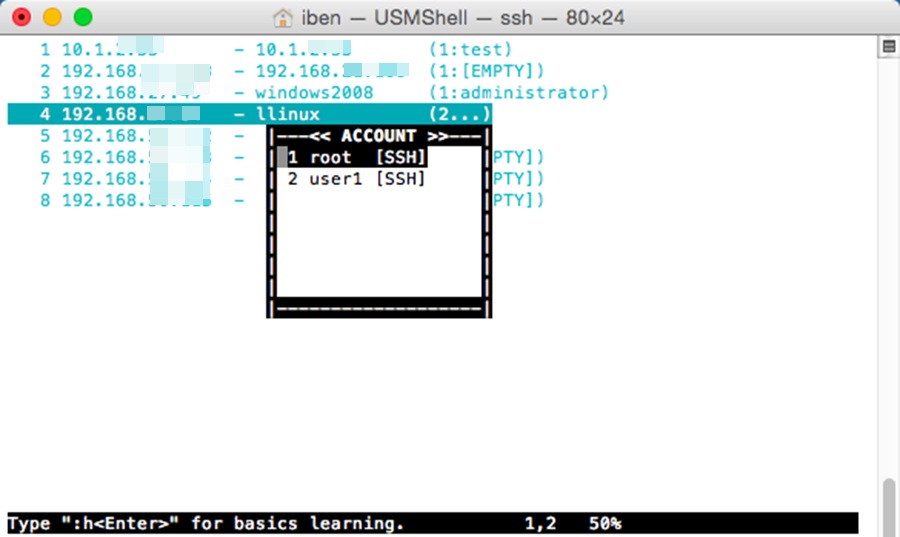 iben — USMShell — ssh — 80×24
1 10.1. - 10.1. (1:test)
2 192.168. - 192.168. (1:[EMPTY])
3 192.168. - windows2008 (1:administrator)
4 192.168. - llinux (2...)
5 192.168. -
|---<< ACCOUNT >>---|
6 192.168. - PTY])
1 root [SSH]
7 192.168. - PTY])
2 user1 [SSH]
8 192.168. - PTY])
Type ":h<Enter>" for basics learning. 1,2 50%